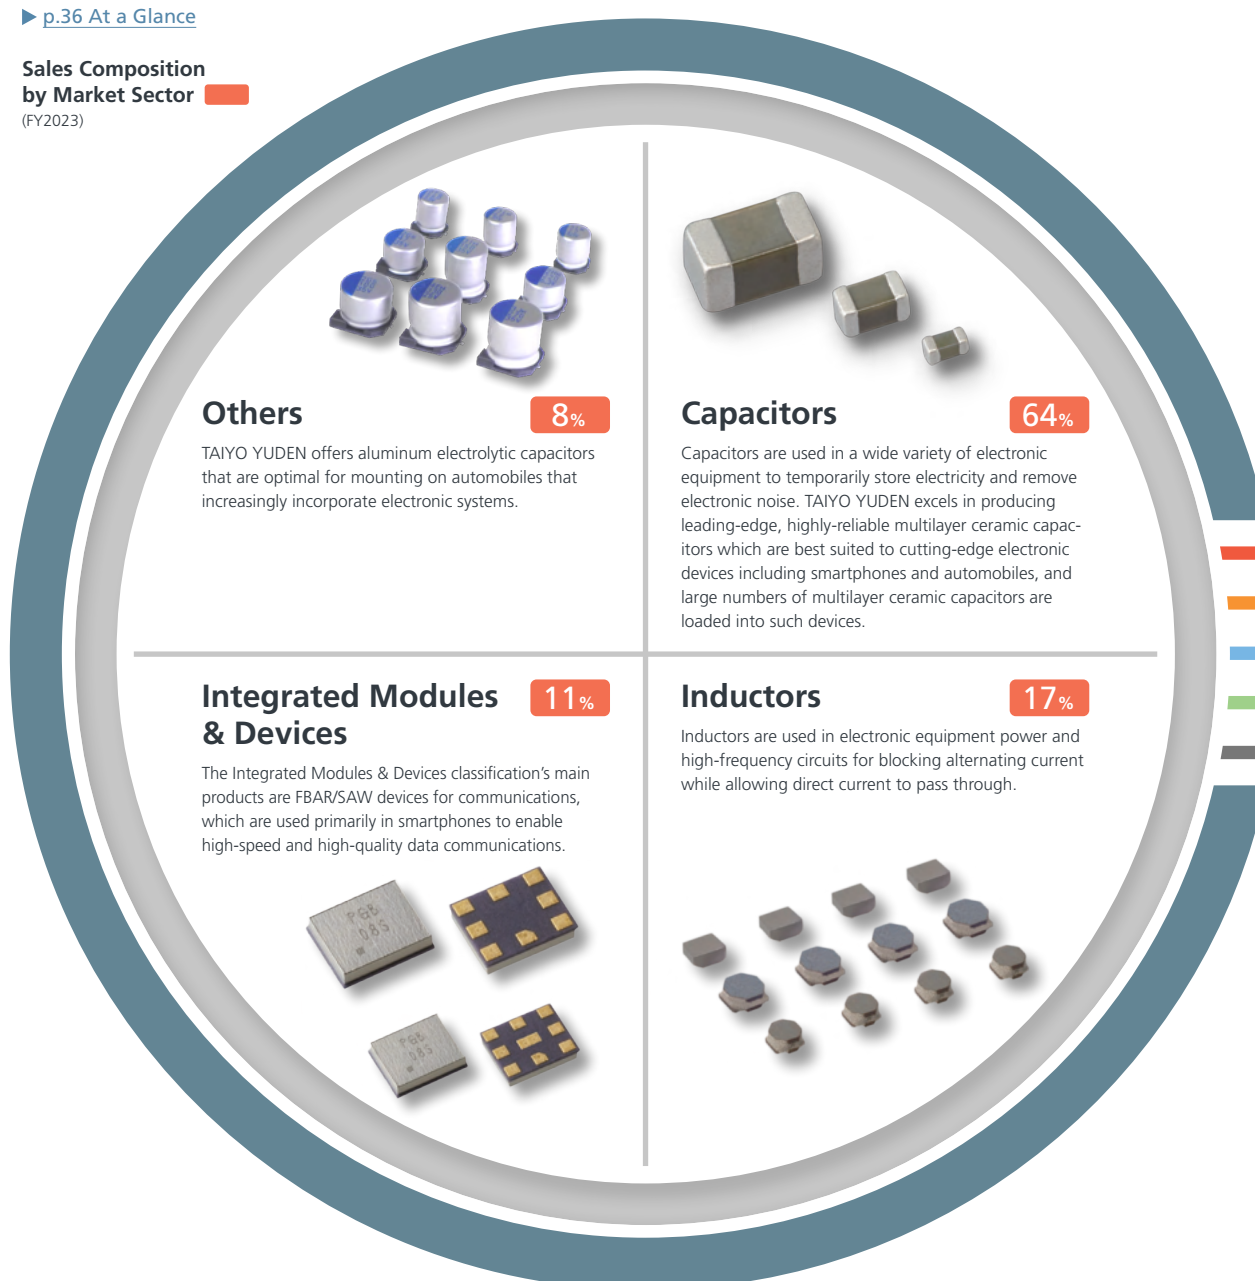 ▶ p.36 At a Glance
Sales Composition
by Market Sector
(FY2023)
Others 8%
TAIYO YUDEN offers aluminum electrolytic capacitors
that are optimal for mounting on automobiles that
increasingly incorporate electronic systems.
Capacitors 64%
Capacitors are used in a wide variety of electronic
equipment to temporarily store electricity and remove
electronic noise. TAIYO YUDEN excels in producing
leading-edge, highly-reliable multilayer ceramic capac-
itors which are best suited to cutting-edge electronic
devices including smartphones and automobiles, and
large numbers of multilayer ceramic capacitors are
loaded into such devices.
Integrated Modules 11%
& Devices
The Integrated Modules & Devices classification's main
products are FBAR/SAW devices for communications,
which are used primarily in smartphones to enable
high-speed and high-quality data communications.
Inductors 17%
Inductors are used in electronic equipment power and
high-frequency circuits for blocking alternating current
while allowing direct current to pass through.